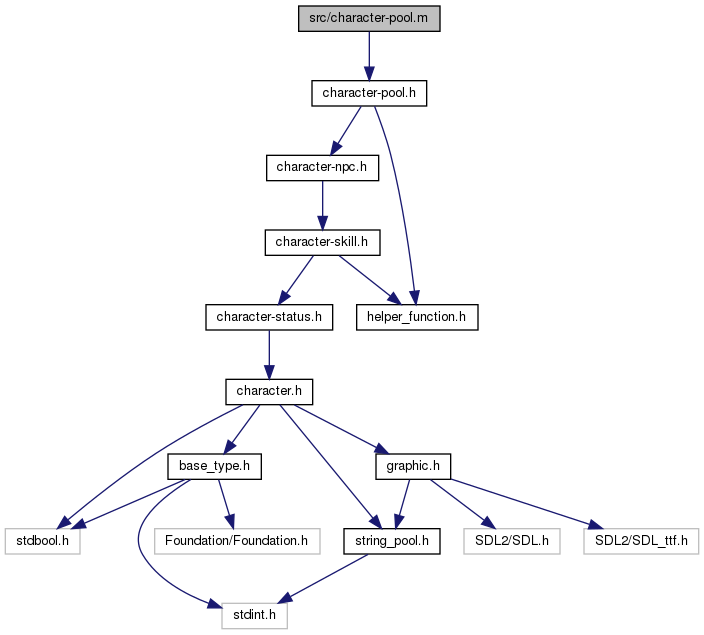 src/character-pool.m
character-pool.h
character-npc.h
character-skill.h
character-status.h
helper_function.h
character.h
base_type.h
graphic.h
stdbool.h
Foundation/Foundation.h
string_pool.h
SDL2/SDL.h
SDL2/SDL_ttf.h
stdint.h